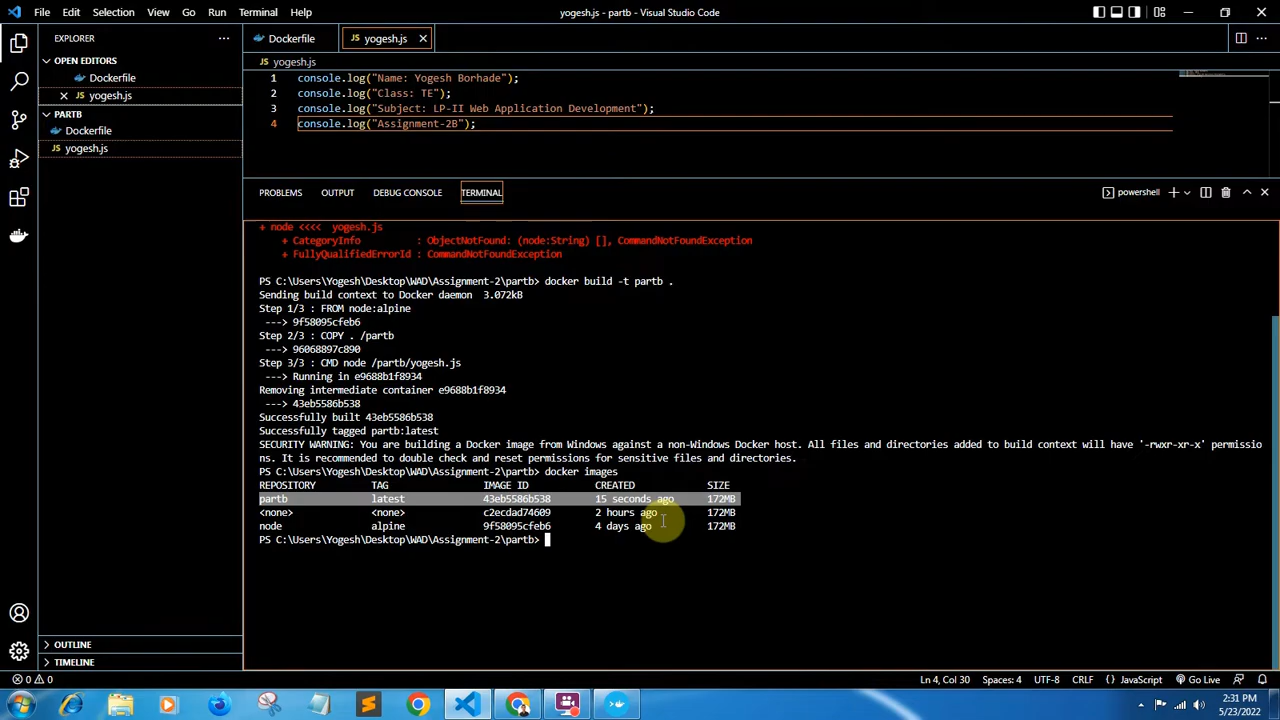 File Edit Selection View Go Run Terminal Help yogesh.js - partb - Visual Studio Code
EXPLORER
OPEN EDITORS
Dockerfile
yogesh.js
PARTB
Dockerfile
JS yogesh.js
OUTLINE
TIMELINE
Dockerfile JS yogesh.js
JS yogesh.js
1 console.log("Name: Yogesh Borhade");
2 console.log("Class: TE");
3 console.log("Subject: LP-II Web Application Development");
4 console.log("Assignment-2B");
PROBLEMS OUTPUT DEBUG CONSOLE TERMINAL powershell
+ node <<<< yogesh.js
+ CategoryInfo : ObjectNotFound: (node:String) [], CommandNotFoundException
+ FullyQualifiedErrorId : CommandNotFoundException
PS C:\Users\Yogesh\Desktop\WAD\Assignment-2\partb> docker build -t partb .
Sending build context to Docker daemon 3.072kB
Step 1/3 : FROM node:alpine
---> 9f58095cfeb6
Step 2/3 : COPY . /partb
---> 96068897c890
Step 3/3 : CMD node /partb/yogesh.js
---> Running in e9688b1f8934
Removing intermediate container e9688b1f8934
---> 43eb5586b538
Successfully built 43eb5586b538
Successfully tagged partb:latest
SECURITY WARNING: You are building a Docker image from Windows against a non-Windows Docker host. All files and directories added to build context will have '-rwxr-xr-x' permissio
ns. It is recommended to double check and reset permissions for sensitive files and directories.
PS C:\Users\Yogesh\Desktop\WAD\Assignment-2\partb> docker images
REPOSITORY TAG IMAGE ID CREATED SIZE
partb latest 43eb5586b538 15 seconds ago 172MB
<none> <none> c2ecdad74609 2 hours ago 172MB
node alpine 9f58095cfeb6 4 days ago 172MB
PS C:\Users\Yogesh\Desktop\WAD\Assignment-2\partb>
0 0 Ln 4, Col 30 Spaces: 4 UTF-8 CRLF {} JavaScript Go Live
2:31 PM
5/23/2022